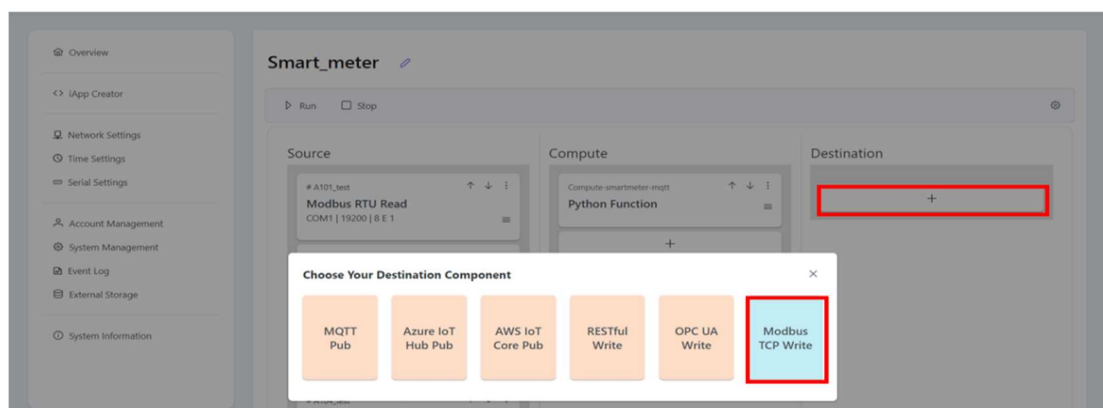 Overview
Smart_meter
<> iApp Creator
Run
Stop
Network Settings
Time Settings
Serial Settings
Source
Compute
Destination
# A101_test
Modbus RTU Read
COM1 | 19200 | 8 E 1
Compute-smartmeter-mqtt
Python Function
+
+
Account Management
System Management
Event Log
External Storage
System Information
Choose Your Destination Component
MQTT
Pub
Azure IoT
Hub Pub
AWS IoT
Core Pub
RESTful
Write
OPC UA
Write
Modbus
TCP Write